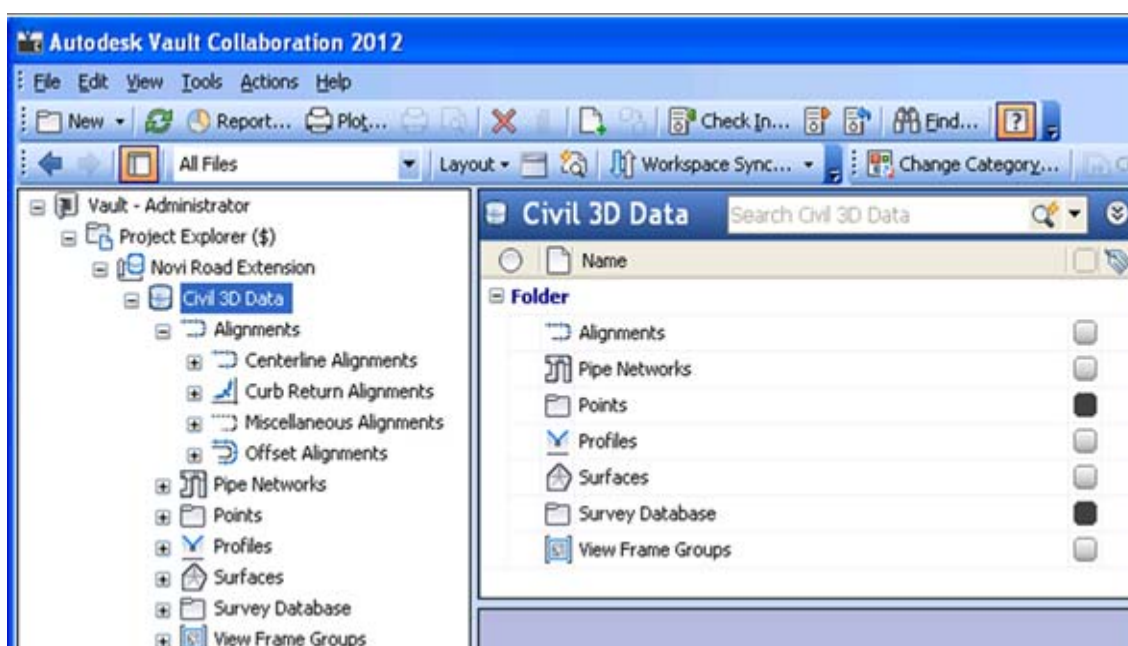 Autodesk Vault Collaboration 2012
File Edit View Tools Actions Help
New Report... Plot... Check In... Find...
All Files Layout Workspace Sync... Change Category...
Vault - Administrator
Project Explorer ($)
Novi Road Extension
Civil 3D Data
Alignments
Centerline Alignments
Curb Return Alignments
Miscellaneous Alignments
Offset Alignments
Pipe Networks
Points
Profiles
Surfaces
Survey Database
View Frame Groups
Civil 3D Data Search Civil 3D Data
Name
Folder
Alignments
Pipe Networks
Points
Profiles
Surfaces
Survey Database
View Frame Groups